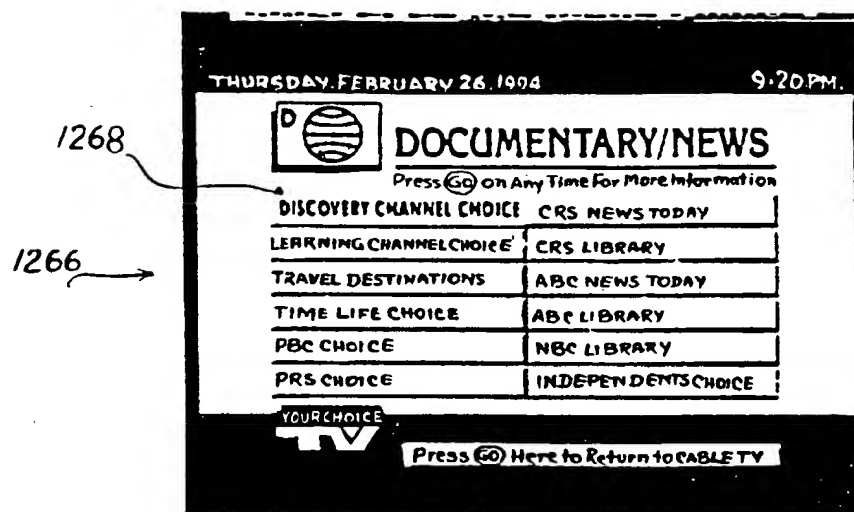 THURSDAY. FEBRUARY 26. 1994 9.20 PM.
D
DOCUMENTARY/NEWS
Press GO on Any Time For More Information
1268
DISCOVERY CHANNEL CHOICE CRS NEWS TODAY
LEARNING CHANNEL CHOICE CRS LIBRARY
1266
TRAVEL DESTINATIONS ABC NEWS TODAY
TIME LIFE CHOICE ABC LIBRARY
PBC CHOICE NBC LIBRARY
PRS CHOICE INDEPENDENTS CHOICE
YOUR CHOICE
TV
Press GO Here to Return to CABLE TV